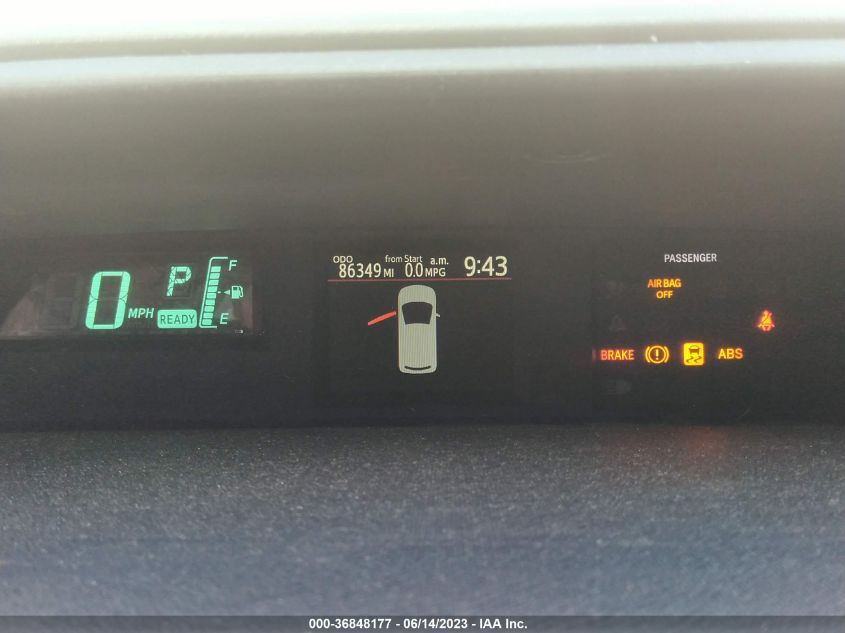 0 MPH P READY F E
ODO from Start a.m.
86349 MI 0.0 MPG 9:43
PASSENGER
AIR BAG
OFF
BRAKE ABS
000-36848177 - 06/14/2023 - IAA Inc.